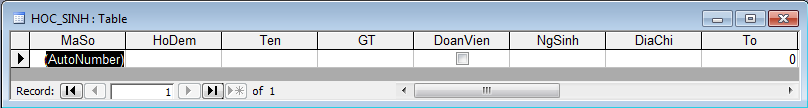 HOC_SINH : Table
MaSo HoDem Ten GT DoanVien NgSinh DiaChi To
(AutoNumber) 0
Record: 1 of 1